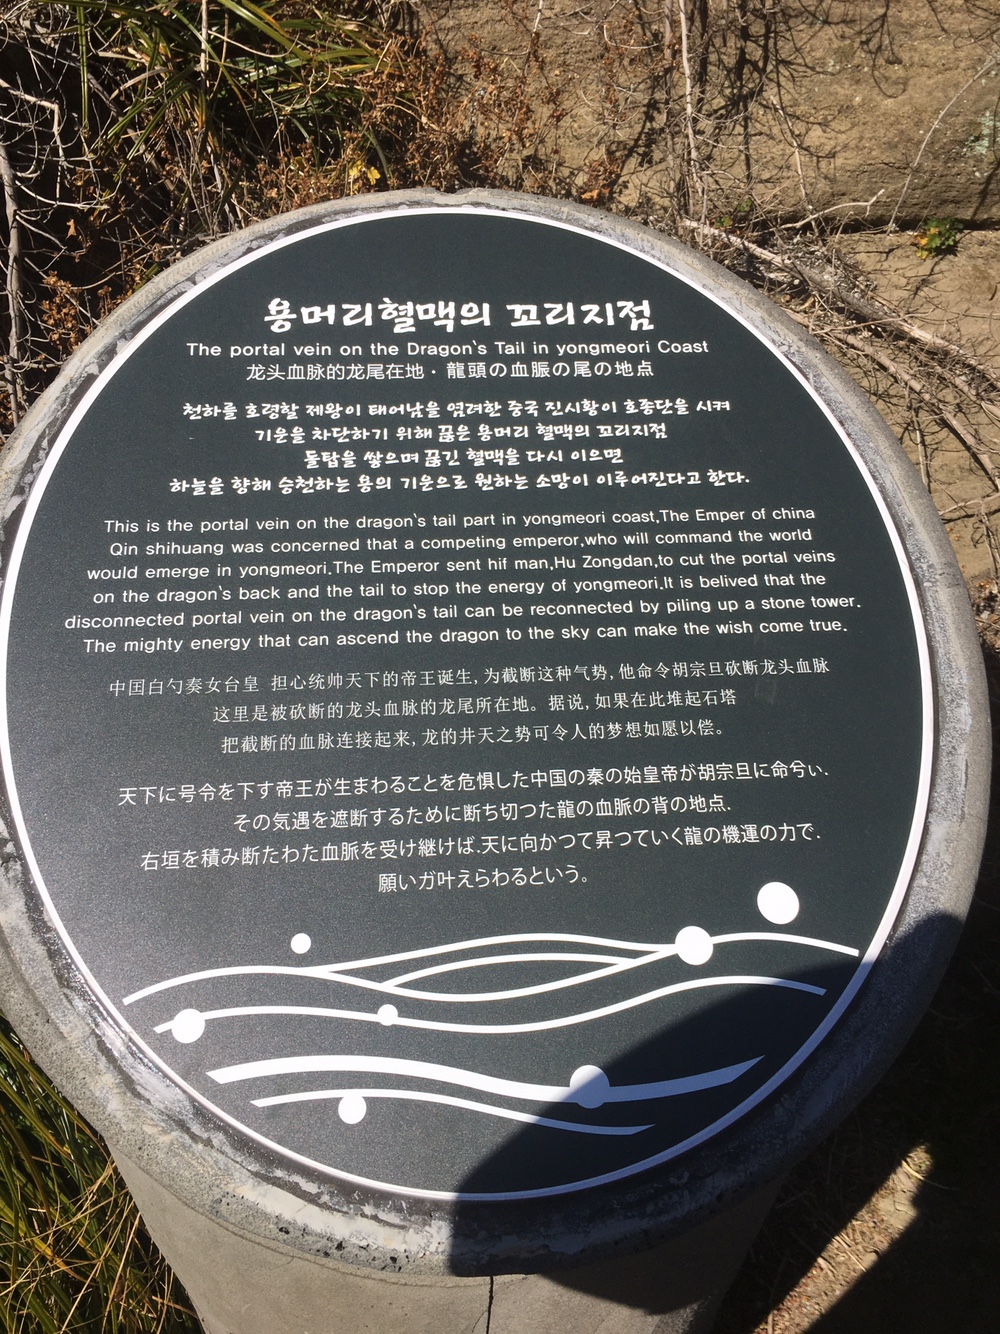 용머리혈맥의 꼬리지점
The portal vein on the Dragon`s Tail in yongmeori Coast
龙头血脉的龙尾在地 · 龍頭の血脈の尾の地点
천하를 호령할 제왕이 태어남을 염려한 중국 진시황이 호종단을 시켜
기운을 차단하기 위해 끊은 용머리 혈맥의 꼬리지점
돌탑을 쌓으며 끊긴 혈맥을 다시 이으면
하늘을 향해 승천하는 용의 기운으로 원하는 소망이 이루어진다고 한다.
This is the portal vein on the dragon`s tail part in yongmeori coast,The Emper of china
Qin shihuang was concerned that a competing emperor,who will command the world
would emerge in yongmeori.The Emperor sent hif man,Hu Zongdan,to cut the portal veins
on the dragon`s back and the tail to stop the energy of yongmeori.It is belived that the
disconnected portal vein on the dragon`s tail can be reconnected by piling up a stone tower.
The mighty energy that can ascend the dragon to the sky can make the wish come true.
中国白勺奏女台皇 担心统帅天下的帝王诞生, 为截断这种气势, 他命令胡宗旦砍断龙头血脉
这里是被砍断的龙头血脉的龙尾所在地。据说, 如果在此堆起石塔
把截断的血脉连接起来, 龙的井天之势可令人的梦想如愿以偿。
天下に号令を下す帝王が生まわることを危惧した中国の秦の始皇帝が胡宗旦に命兮ぃ.
その気遇を遮断するために断ち切つた龍の血脈の背の地点.
右垣を積み断たわた血脈を受け継けば.天に向かつて昇つていく龍の機運の力で.
願いガ叶えらわるという。